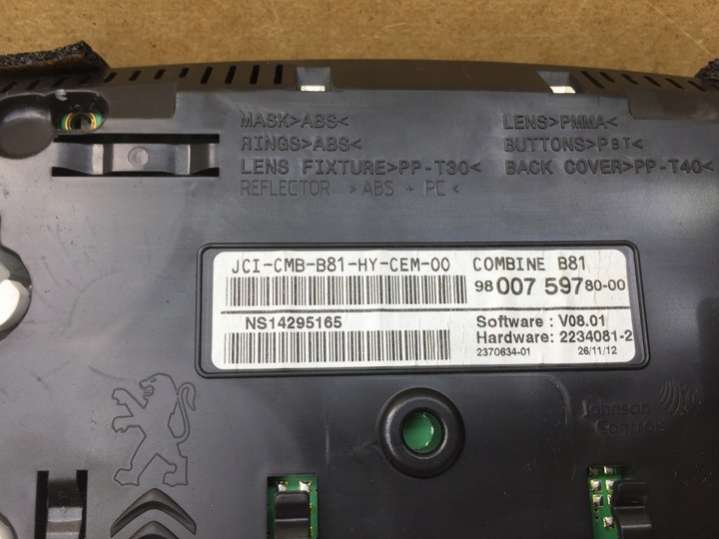 MASK>ABS< LENS>PMMA<
RINGS>ABS< BUTTONS>PBT<
LENS FIXTURE>PP-T30< BACK COVER>PP-T40<
REFLECTOR >ABS + PC<
JCI-CMB-B81-HY-CEM-00 COMBINE B81
98 007 597 80-00
NS14295165 Software : V08.01
Hardware: 2234081-2
2370634-01 26/11/12
Johnson
Controls